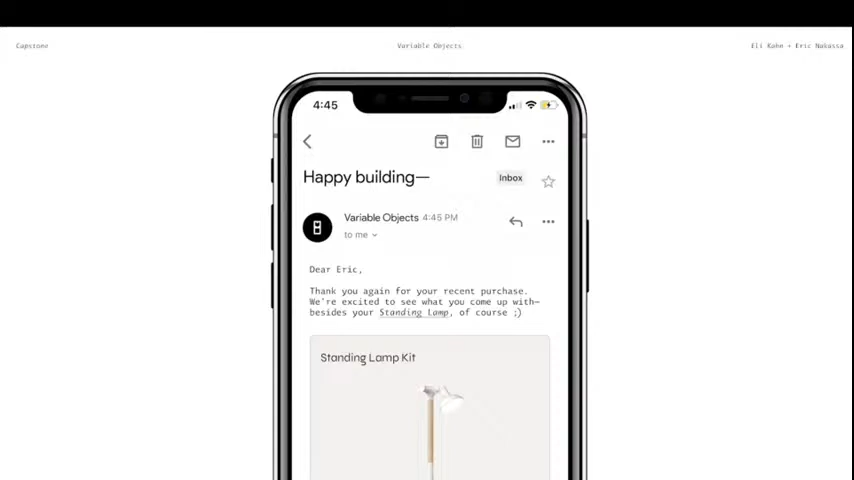 Capstone
Variable Objects
Eli Kahn + Eric Nakassa
4:45
Happy building—
Inbox
Variable Objects 4:45 PM
to me
Dear Eric,
Thank you again for your recent purchase.
We're excited to see what you come up with—
besides your Standing Lamp, of course ;)
Standing Lamp Kit